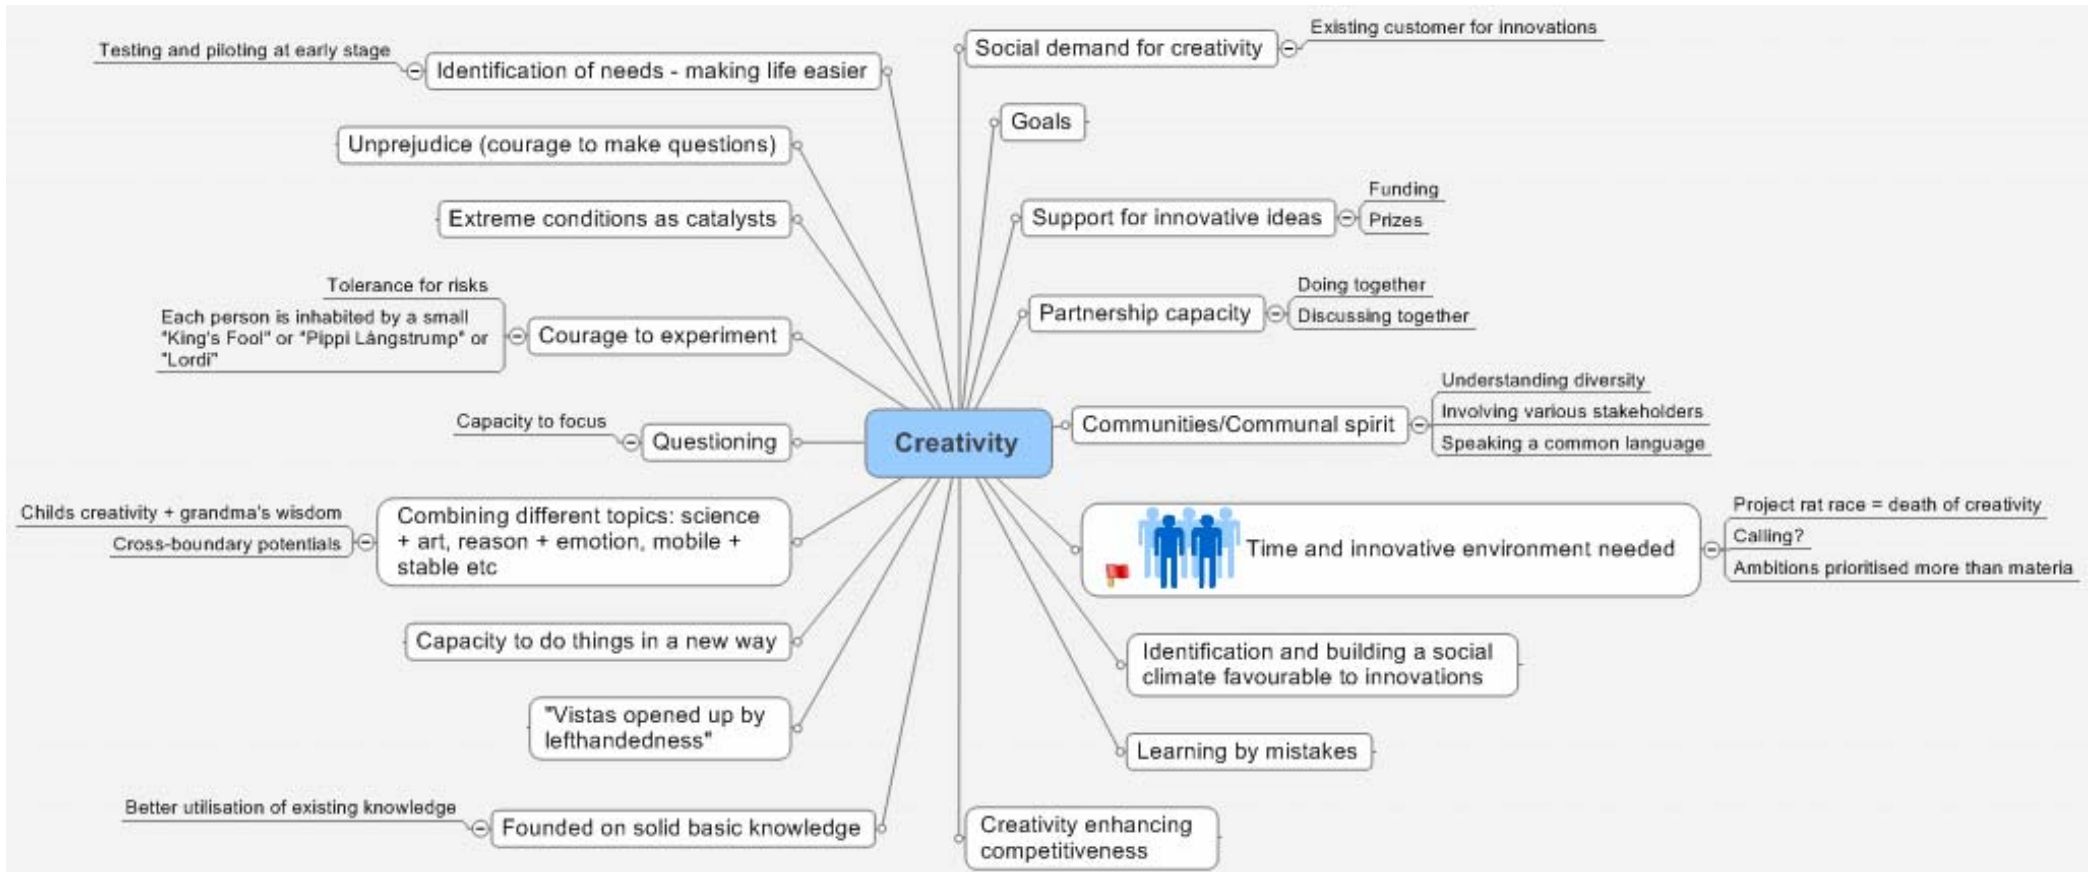 Creativity
Social demand for creativity
Existing customer for innovations
Goals
Support for innovative ideas
Funding
Prizes
Partnership capacity
Doing together
Discussing together
Communities/Communal spirit
Understanding diversity
Involving various stakeholders
Speaking a common language
Time and innovative environment needed
Project rat race = death of creativity
Calling?
Ambitions prioritised more than materia
Identification and building a social
climate favourable to innovations
Learning by mistakes
Creativity enhancing
competitiveness
Identification of needs - making life easier
Testing and piloting at early stage
Unprejudice (courage to make questions)
Extreme conditions as catalysts
Courage to experiment
Tolerance for risks
Each person is inhabited by a small
"King's Fool" or "Pippi Långstrump" or
"Lordi"
Questioning
Capacity to focus
Combining different topics: science
+ art, reason + emotion, mobile +
stable etc
Childs creativity + grandma's wisdom
Cross-boundary potentials
Capacity to do things in a new way
"Vistas opened up by
lefthandedness"
Founded on solid basic knowledge
Better utilisation of existing knowledge